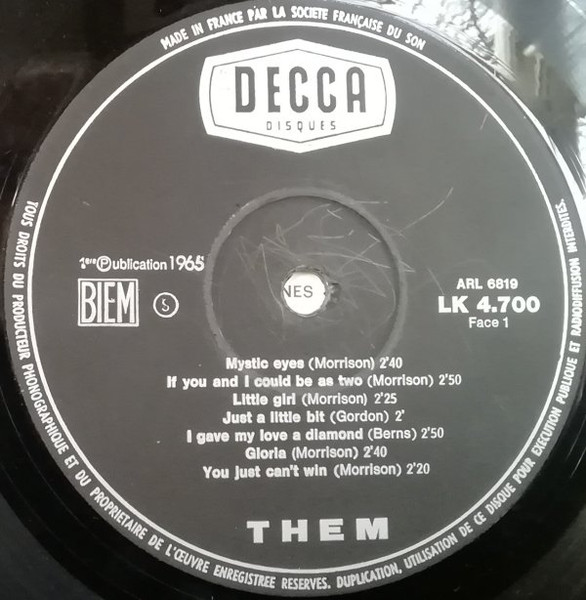 MADE IN FRANCE PAR LA SOCIETE FRANÇAISE DU SON
DECCA
DISQUES
1ère Ⓟublication 1965
BIEM
S
NES
ARL 6819
LK 4.700
Face 1
Mystic eyes (Morrison) 2'40
If you and I could be as two (Morrison) 2'50
Little girl (Morrison) 2'25
Just a little bit (Gordon) 2'
I gave my love a diamond (Berns) 2'50
Gloria (Morrison) 2'40
You just can't win (Morrison) 2'20
THEM
TOUS DROITS DU PRODUCTEUR PHONOGRAPHIQUE ET DU PROPRIETAIRE DE L'ŒUVRE ENREGISTREE RESERVES. DUPLICATION, UTILISATION DE CE DISQUE POUR EXECUTION PUBLIQUE ET RADIODIFFUSION INTERDITES.